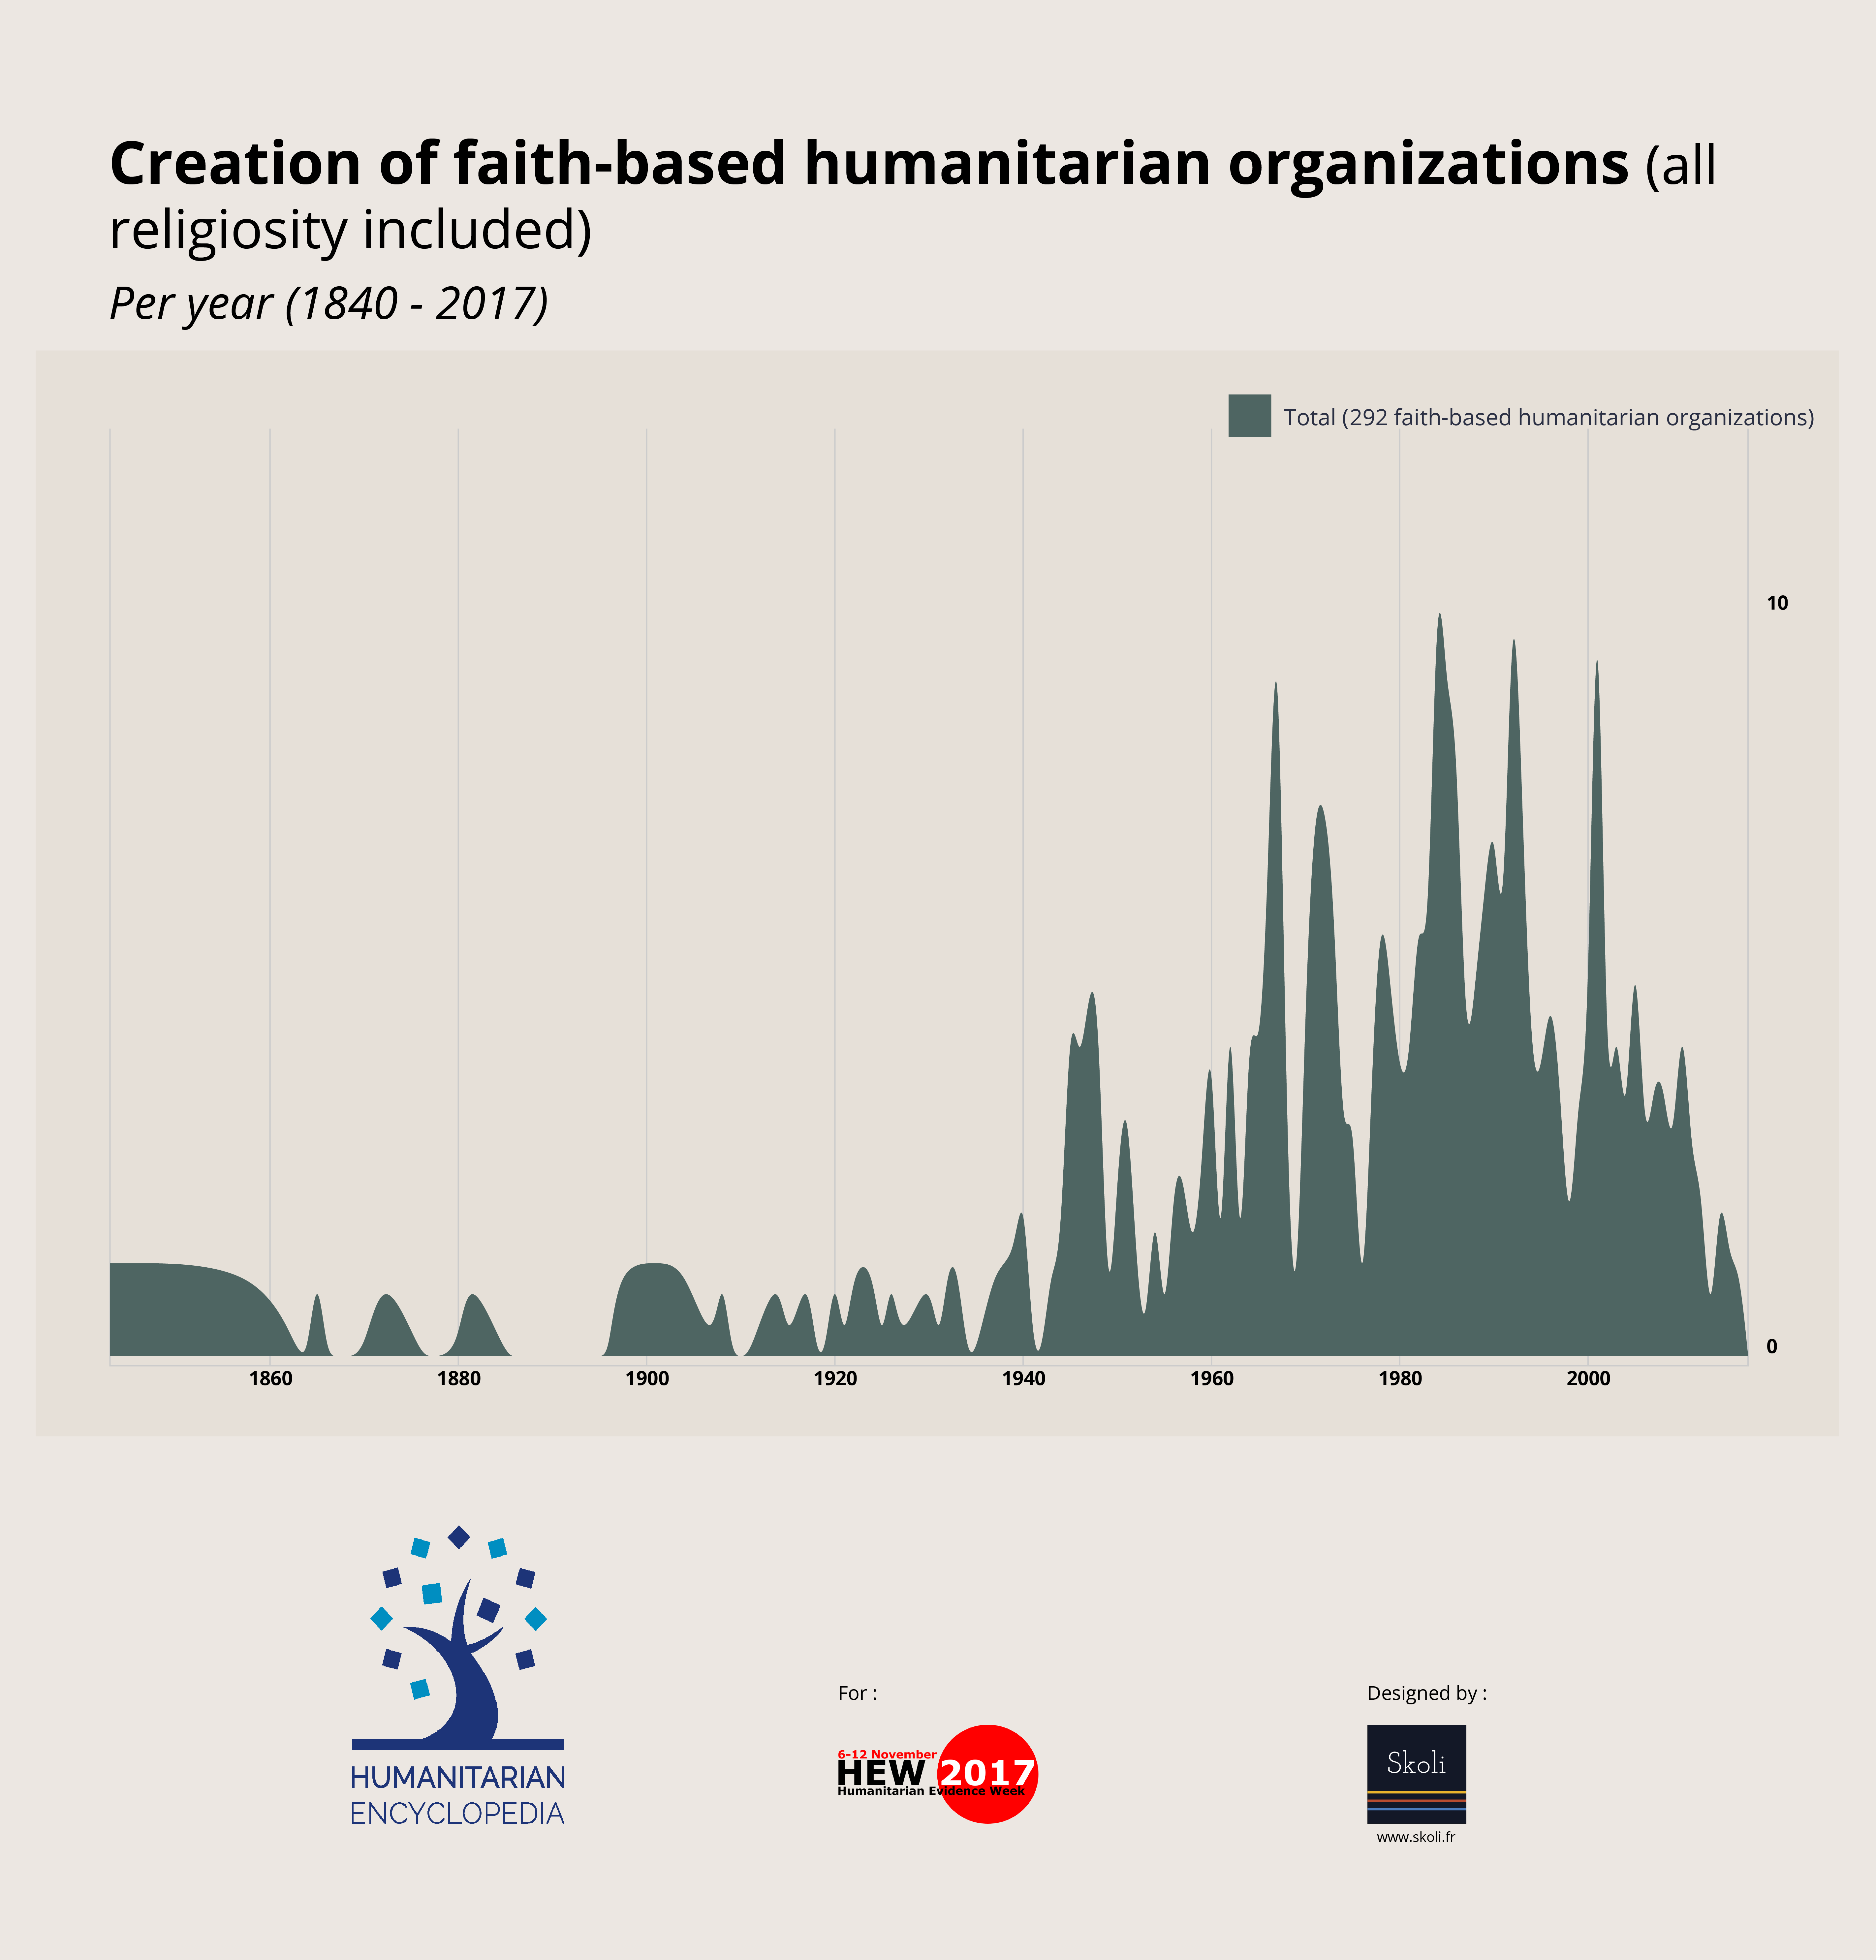 Creation of faith-based humanitarian organizations (all
religiosity included)
Per year (1840 - 2017)
Total (292 faith-based humanitarian organizations)
10
0
1860 1880 1900 1920 1940 1960 1980 2000
HUMANITARIAN
ENCYCLOPEDIA
For :
6-12 November
HEW 2017
Humanitarian Evidence Week
Designed by :
Skoli
www.skoli.fr